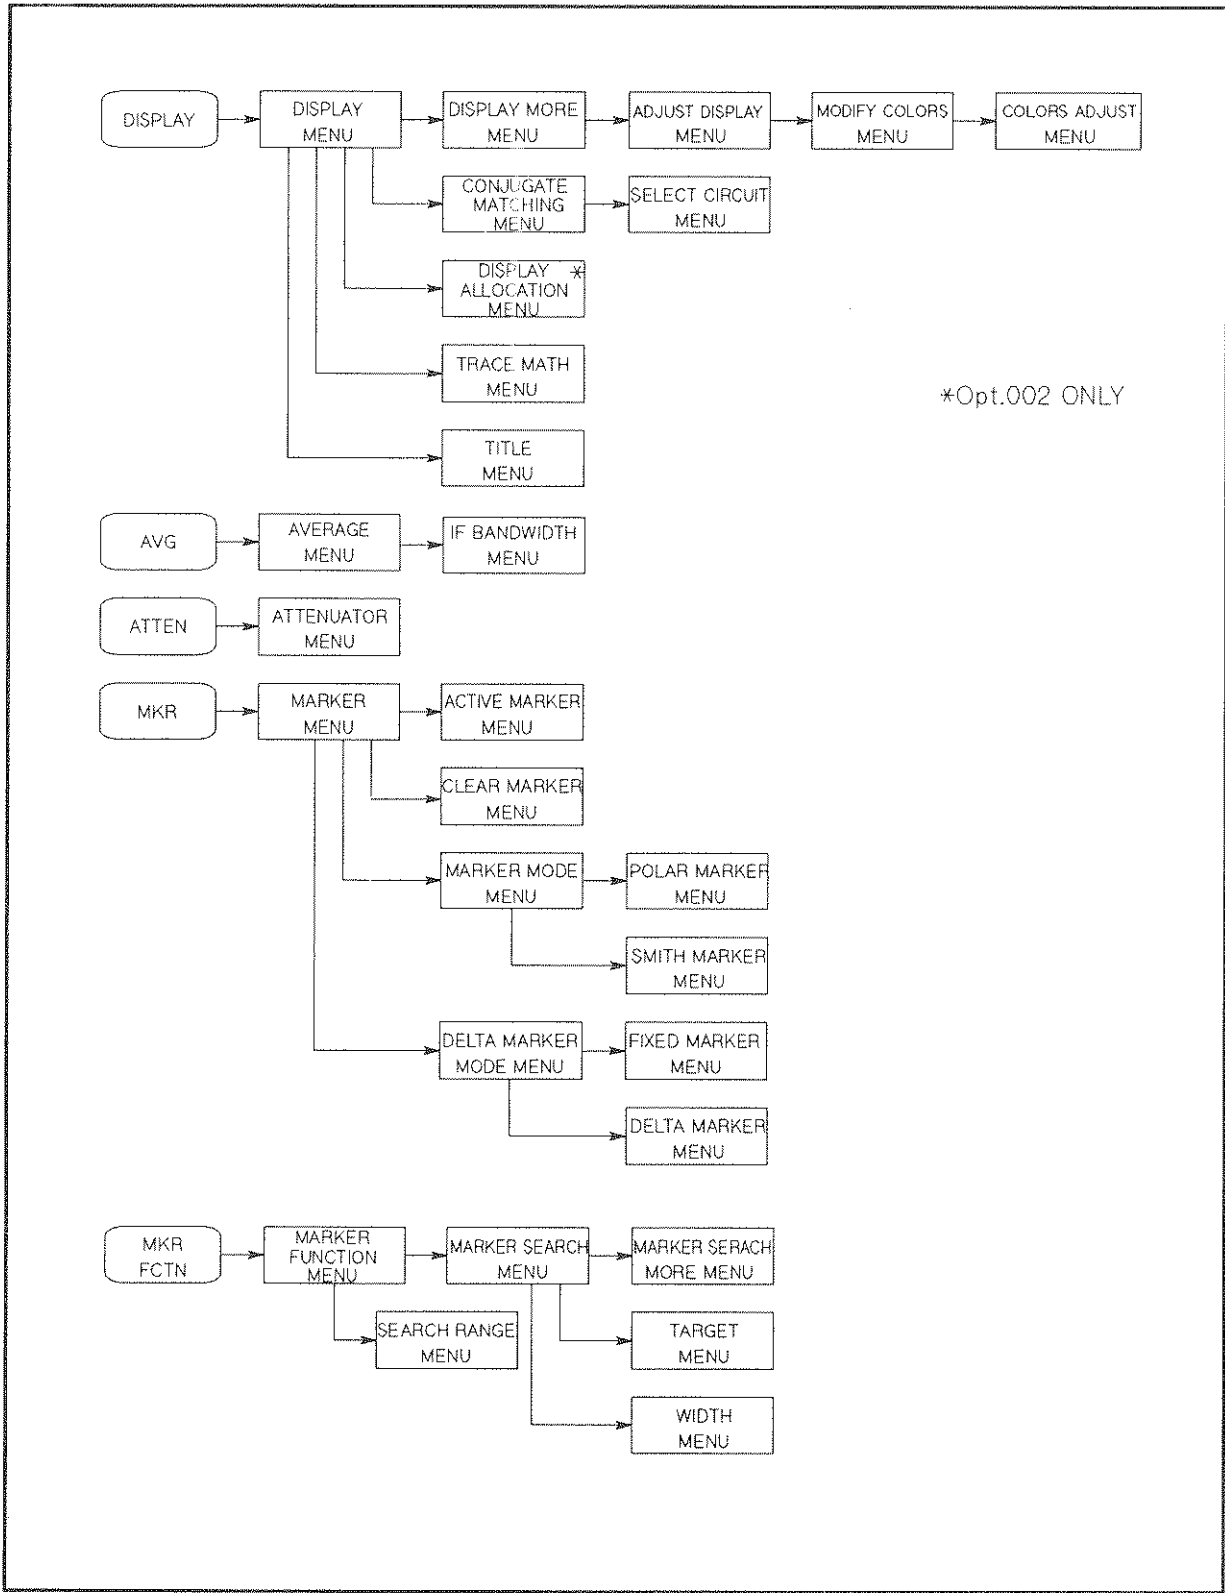 DISPLAY
DISPLAY
MENU
DISPLAY MORE
MENU
ADJUST DISPLAY
MENU
MODIFY COLORS
MENU
COLORS ADJUST
MENU
CONJUGATE
MATCHING
MENU
SELECT CIRCUIT
MENU
DISPLAY *
ALLOCATION
MENU
TRACE MATH
MENU
*Opt.002 ONLY
TITLE
MENU
AVG
AVERAGE
MENU
IF BANDWIDTH
MENU
ATTEN
ATTENUATOR
MENU
MKR
MARKER
MENU
ACTIVE MARKER
MENU
CLEAR MARKER
MENU
MARKER MODE
MENU
POLAR MARKER
MENU
SMITH MARKER
MENU
DELTA MARKER
MODE MENU
FIXED MARKER
MENU
DELTA MARKER
MENU
MKR
FCTN
MARKER
FUNCTION
MENU
MARKER SEARCH
MENU
MARKER SERACH
MORE MENU
SEARCH RANGE
MENU
TARGET
MENU
WIDTH
MENU